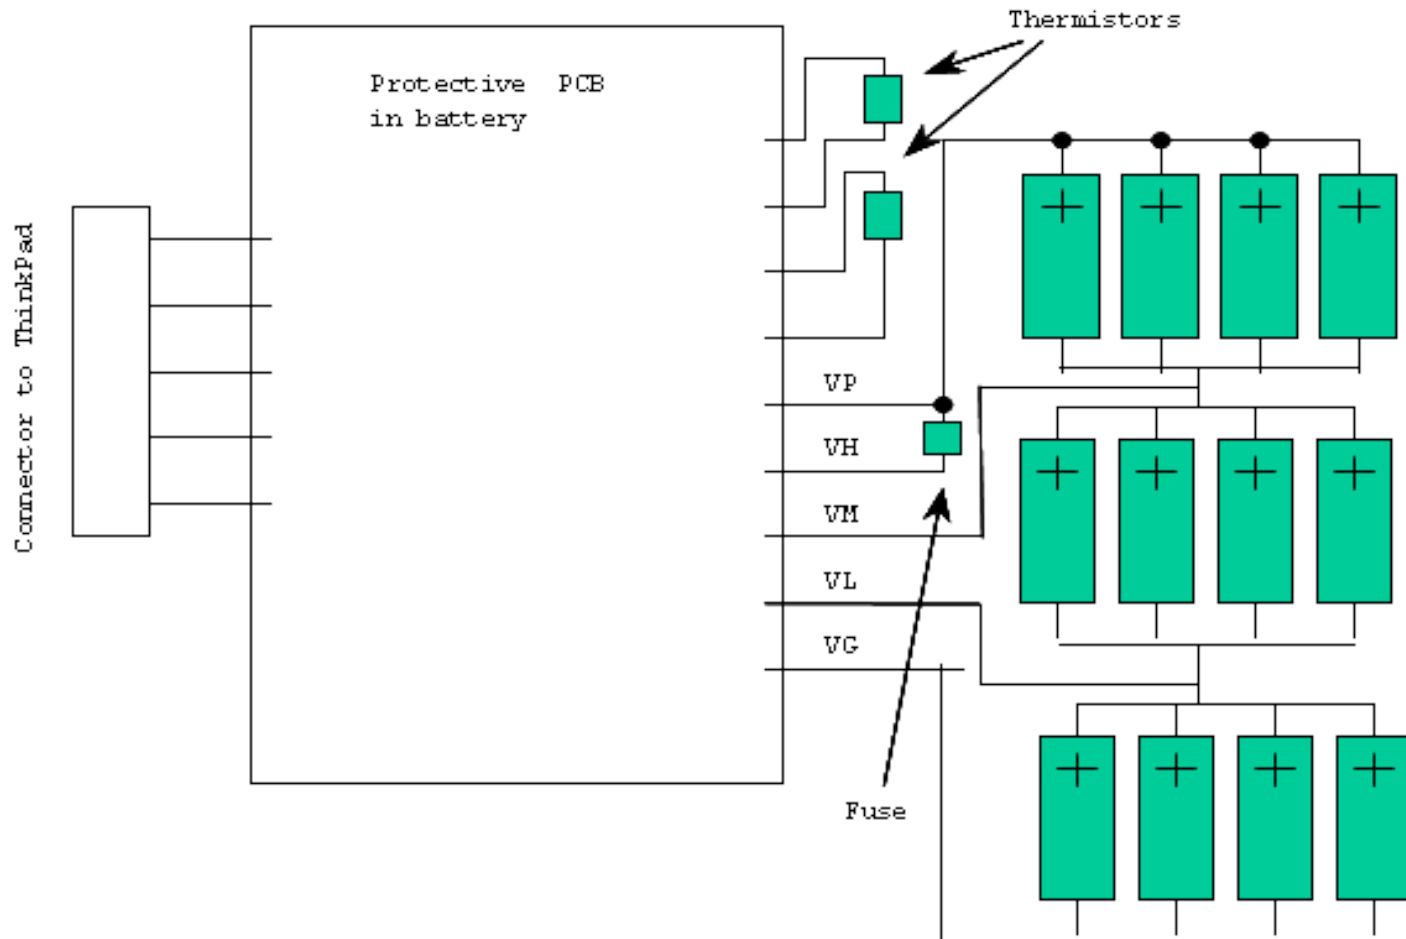 Thermistors
Protective PCB
in battery
Connector to ThinkPad
+ + + +
VP
VH
+ + + +
VM
VL
VG
+ + + +
Fuse